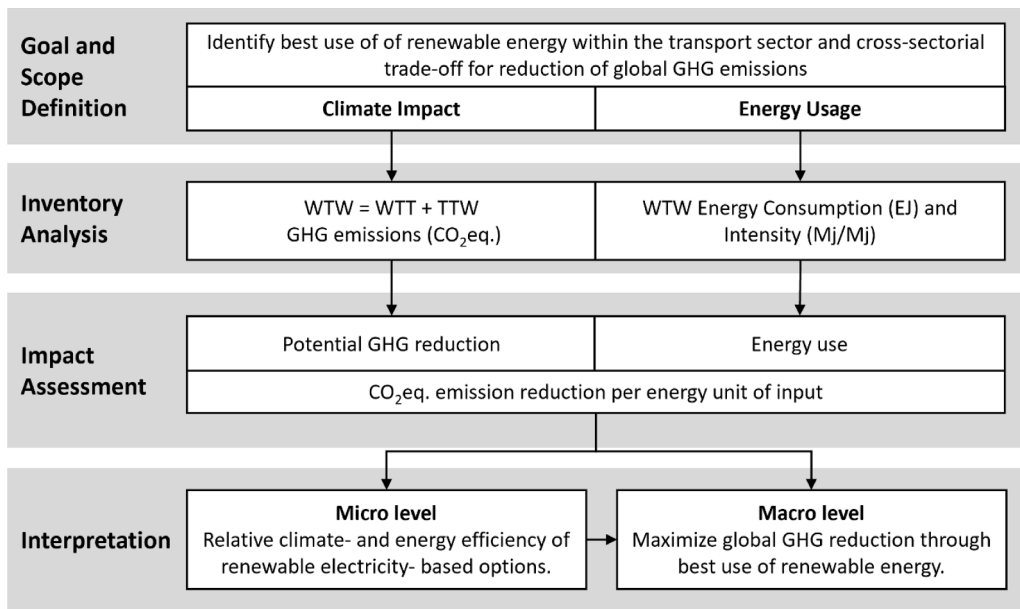 Goal and
Scope
Definition
Identify best use of of renewable energy within the transport sector and cross-sectorial
trade-off for reduction of global GHG emissions
Climate Impact
Energy Usage
Inventory
Analysis
WTW = WTT + TTW
GHG emissions (CO₂eq.)
WTW Energy Consumption (EJ) and
Intensity (Mj/Mj)
Impact
Assessment
Potential GHG reduction
Energy use
CO₂eq. emission reduction per energy unit of input
Interpretation
Micro level
Relative climate- and energy efficiency of
renewable electricity- based options.
Macro level
Maximize global GHG reduction through
best use of renewable energy.